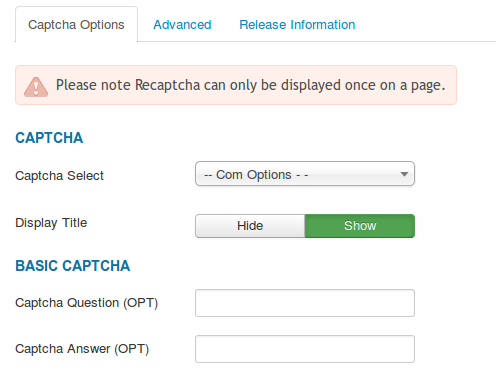 Captcha Options Advanced Release Information
Please note Recaptcha can only be displayed once on a page.
CAPTCHA
Captcha Select -- Com Options - -
Display Title Hide Show
BASIC CAPTCHA
Captcha Question (OPT)
Captcha Answer (OPT)